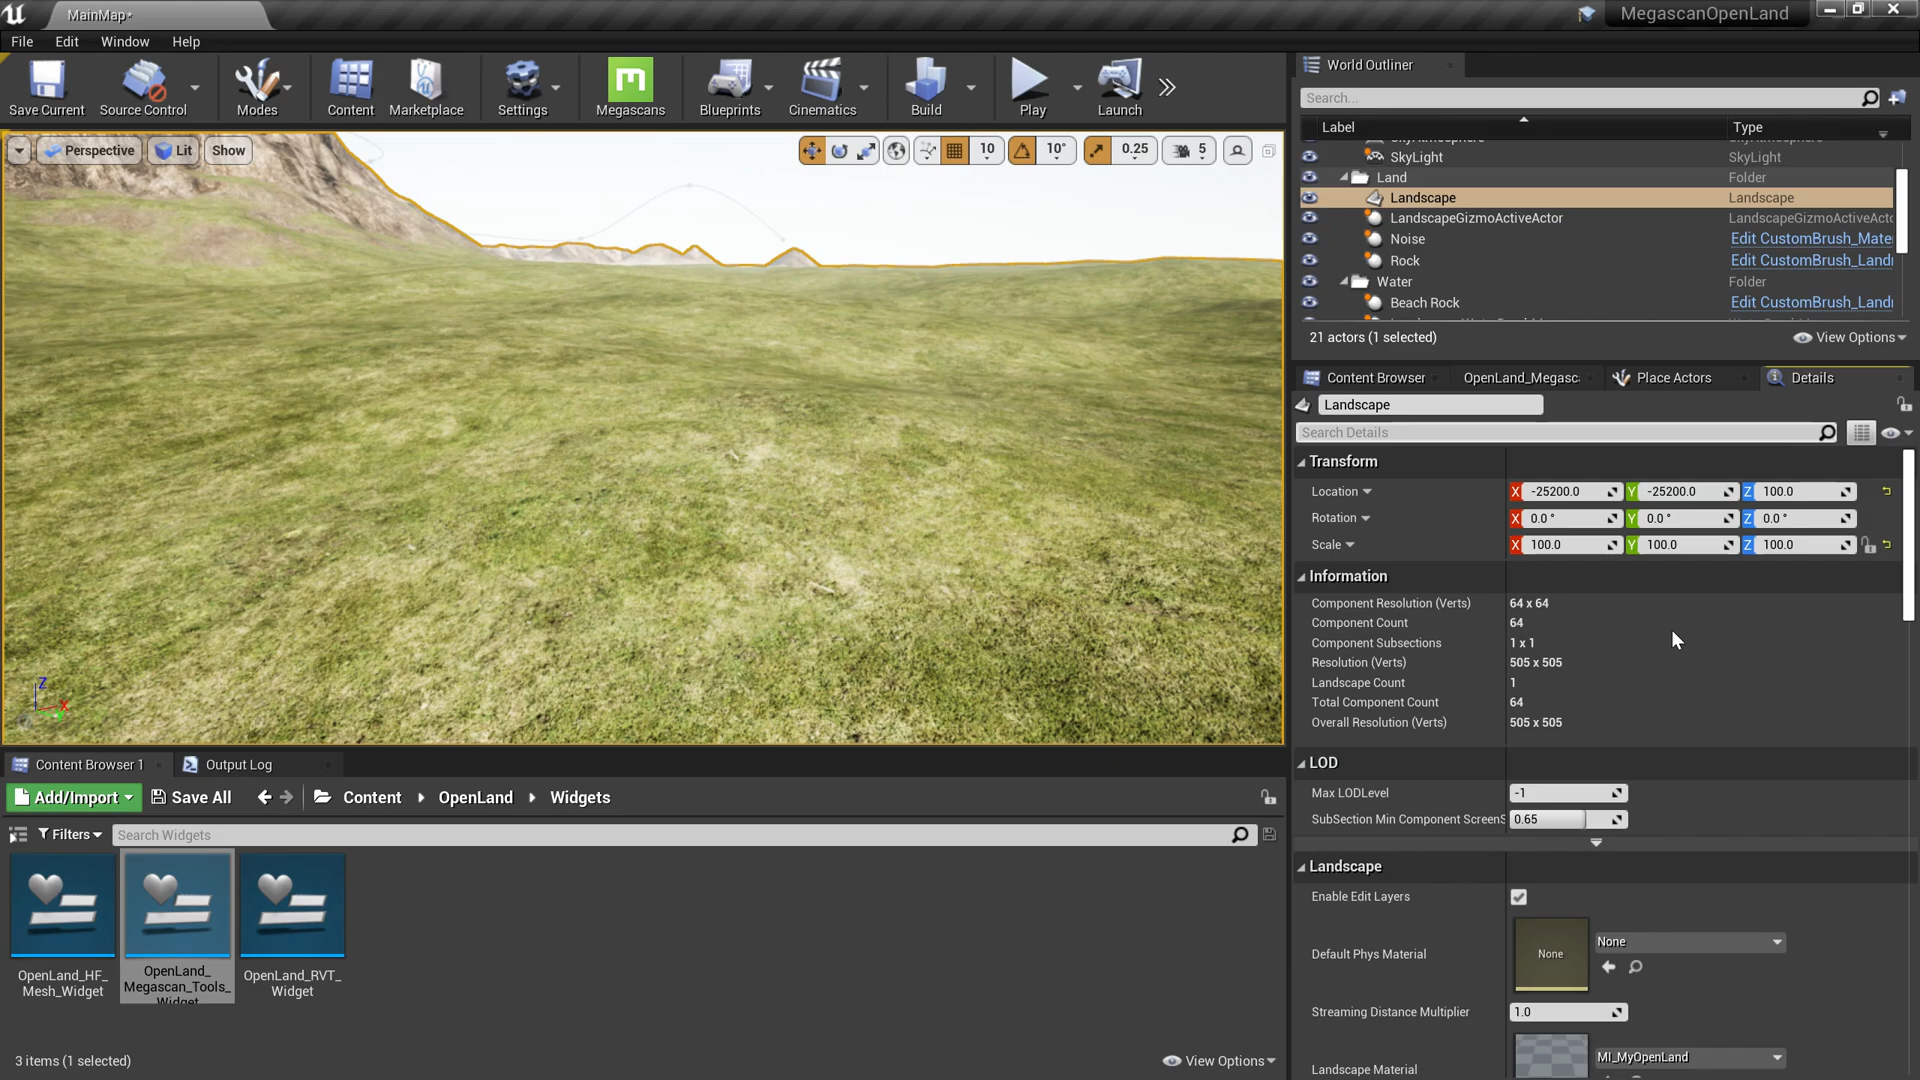 MainMap*
MegascanOpenLand
File Edit Window Help
Save Current Source Control Modes Content Marketplace Settings Megascans Blueprints Cinematics Build Play Launch
Perspective Lit Show 10 10° 0.25 5
World Outliner
Search...
Label Type
SkyLight SkyLight
Land Folder
Landscape Landscape
LandscapeGizmoActiveActor LandscapeGizmoActiveActo
Noise Edit CustomBrush_Mate
Rock Edit CustomBrush_Land
Water Folder
Beach Rock Edit CustomBrush_Land
21 actors (1 selected) View Options
Content Browser OpenLand_Megasc Place Actors Details
Landscape
Search Details
Transform
Location X -25200.0 Y -25200.0 Z 100.0
Rotation X 0.0 ° Y 0.0 ° Z 0.0 °
Scale X 100.0 Y 100.0 Z 100.0
Information
Component Resolution (Verts) 64 x 64
Component Count 64
Component Subsections 1 x 1
Resolution (Verts) 505 x 505
Landscape Count 1
Total Component Count 64
Overall Resolution (Verts) 505 x 505
LOD
Max LODLevel -1
SubSection Min Component ScreenS 0.65
Landscape
Enable Edit Layers
Default Phys Material None None
Streaming Distance Multiplier 1.0
Landscape Material MI_MyOpenLand
Z X Y
Content Browser 1 Output Log
Add/Import Save All Content OpenLand Widgets
Filters Search Widgets
OpenLand_HF_
Mesh_Widget
OpenLand_
Megascan_Tools_
Widget
OpenLand_RVT_
Widget
3 items (1 selected) View Options